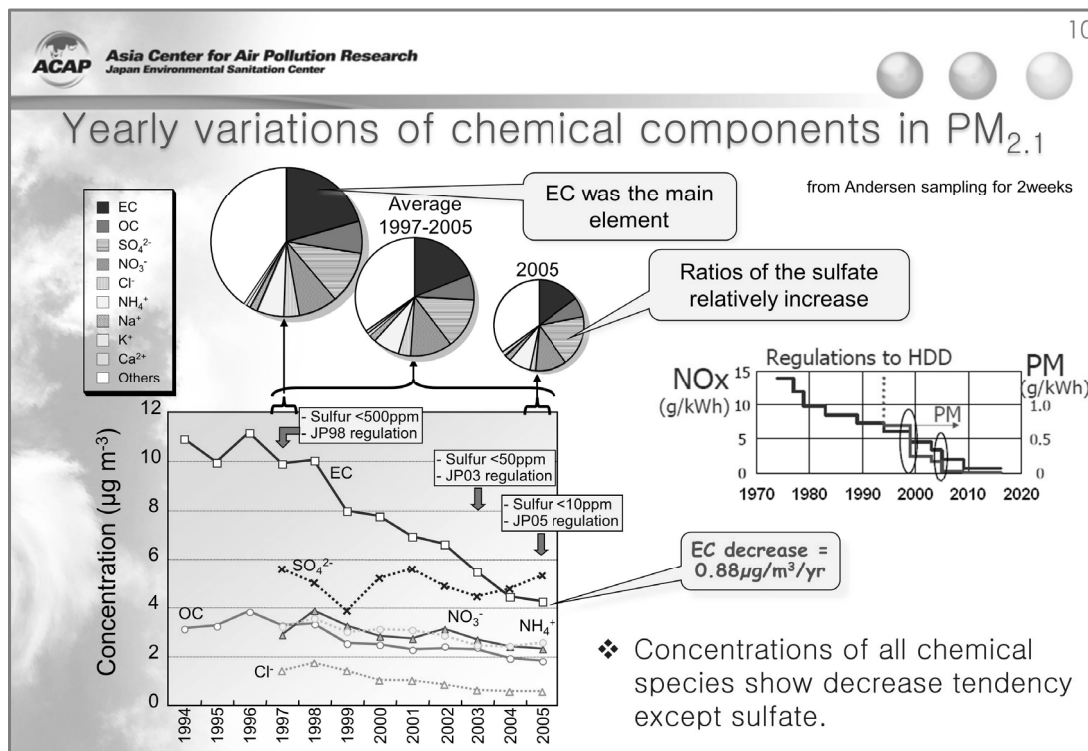 10
ACAP
Asia Center for Air Pollution Research
Japan Environmental Sanitation Center
Yearly variations of chemical components in PM2.1
from Andersen sampling for 2weeks
EC
OC
SO₄²⁻
NO₃⁻
Cl⁻
NH₄⁺
Na⁺
K⁺
Ca²⁺
Others
Average
1997-2005
2005
EC was the main
element
Ratios of the sulfate
relatively increase
Regulations to HDD
NOx
(g/kWh)
PM
(g/kWh)
15
10
5
0
1.0
0.5
0
PM
1970 1980 1990 2000 2010 2020
Concentration (µg m⁻³)
12
10
8
6
4
2
0
- Sulfur <500ppm
- JP98 regulation
- Sulfur <50ppm
- JP03 regulation
- Sulfur <10ppm
- JP05 regulation
EC
SO₄²⁻
OC
NO₃⁻
NH₄⁺
Cl⁻
1994 1995 1996 1997 1998 1999 2000 2001 2002 2003 2004 2005
EC decrease =
0.88µg/m³/yr
❖ Concentrations of all chemical
species show decrease tendency
except sulfate.